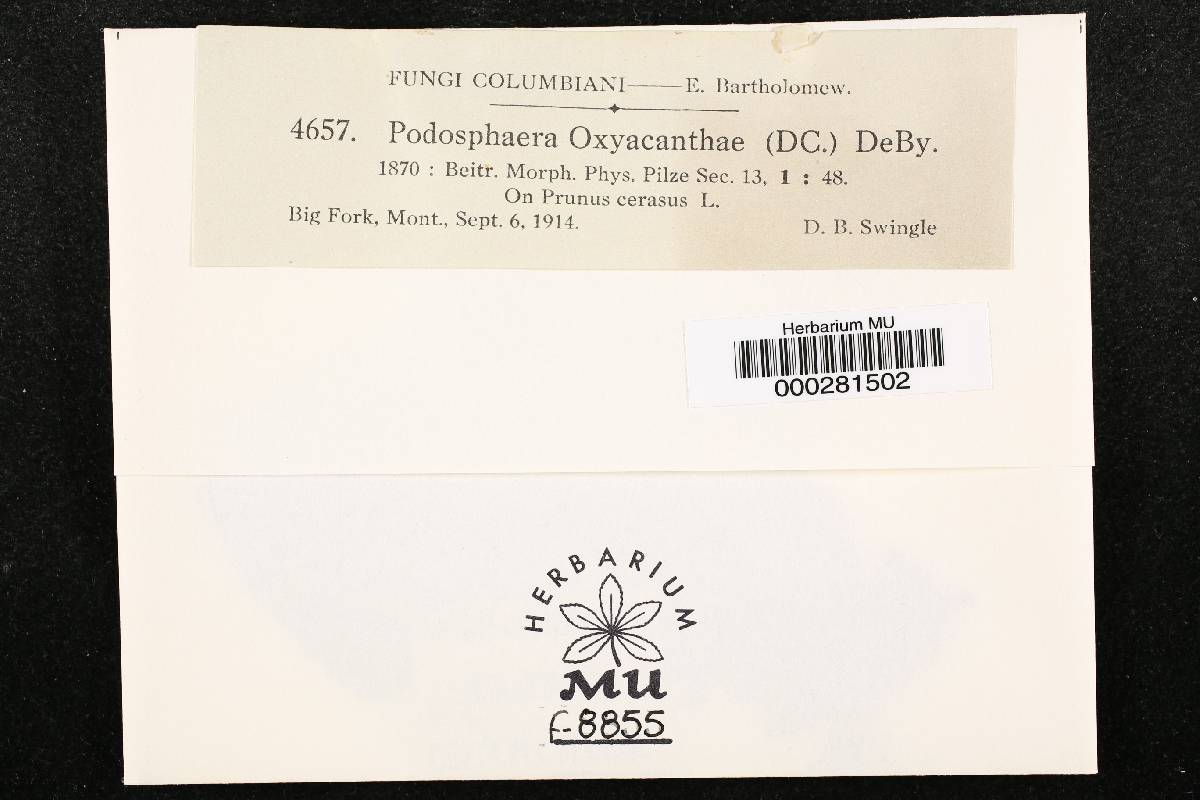 FUNGI COLUMBIANI——E. Bartholomew.
4657. Podosphaera Oxyacanthae (DC.) DeBy.
1870 : Beitr. Morph. Phys. Pilze Sec. 13, 1 : 48.
On Prunus cerasus L.
Big Fork, Mont., Sept. 6, 1914. D. B. Swingle
Herbarium MU
000281502
HERBARIUM
MU
F-8855